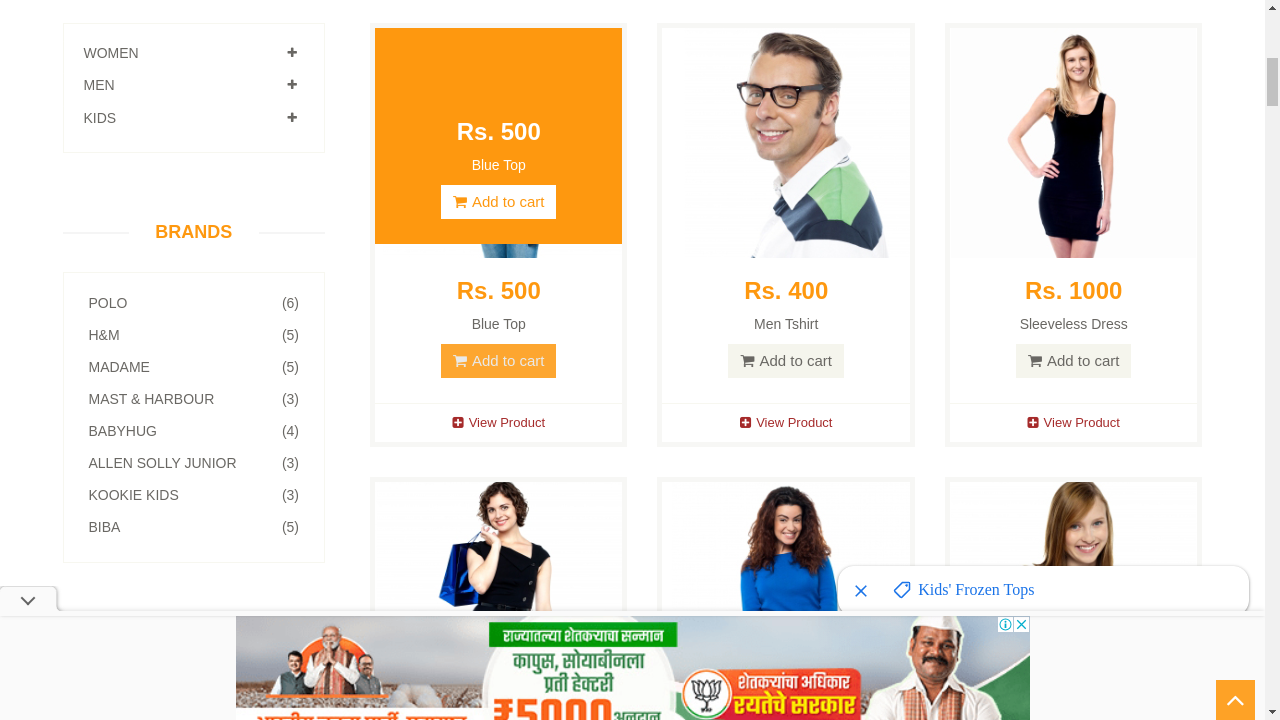 WOMEN
MEN
KIDS
BRANDS
POLO (6)
H&M (5)
MADAME (5)
MAST & HARBOUR (3)
BABYHUG (4)
ALLEN SOLLY JUNIOR (3)
KOOKIE KIDS (3)
BIBA (5)
Rs. 500
Blue Top
Add to cart
Rs. 500
Blue Top
Add to cart
View Product
Rs. 400
Men Tshirt
Add to cart
View Product
Rs. 1000
Sleeveless Dress
Add to cart
View Product
Kids' Frozen Tops
राज्यातल्या शेतकऱ्याचा सन्मान
कापुस, सोयाबीनला
प्रती हेक्टरी
₹5000 अनुदान
शेतकऱ्यांचा अधिकार
रयतेचे सरकार